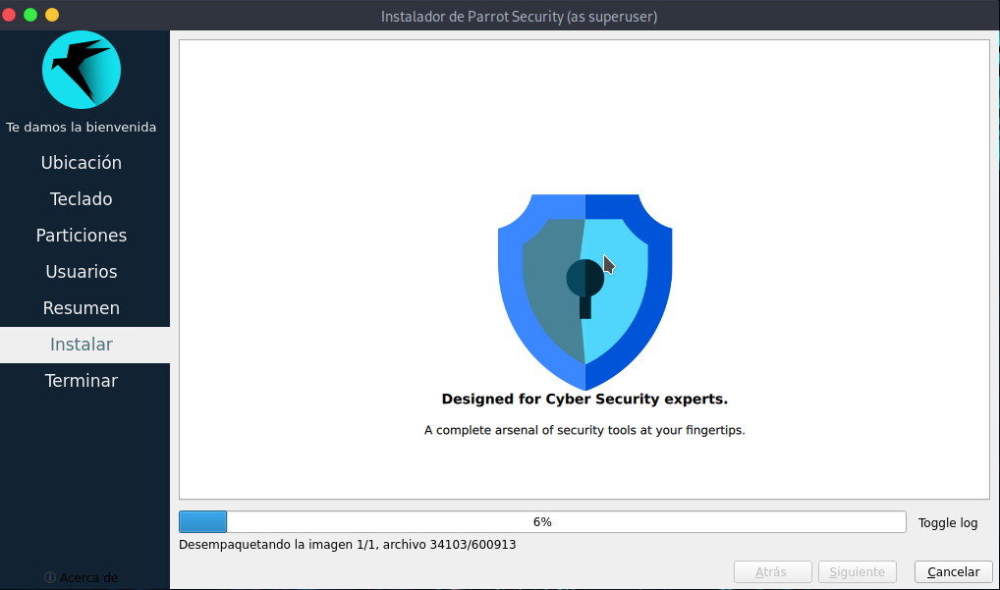 Instalador de Parrot Security (as superuser)
Te damos la bienvenida
Ubicación
Teclado
Particiones
Usuarios
Resumen
Instalar
Terminar
Acerca de
Designed for Cyber Security experts.
A complete arsenal of security tools at your fingertips.
6%
Toggle log
Desempaquetando la imagen 1/1, archivo 34103/600913
Atrás
Siguiente
Cancelar